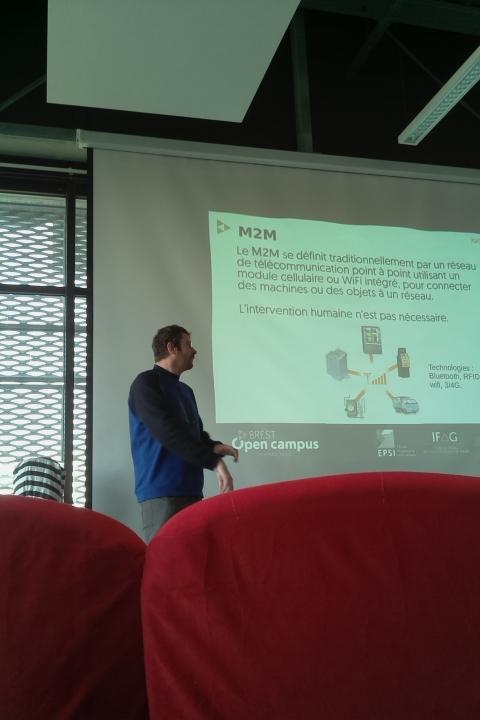 M2M
Le M2M se définit traditionnellement par un réseau
de télécommunication point à point utilisant un
module cellulaire ou WiFi intégré, pour connecter
des machines ou des objets à un réseau.
L'intervention humaine n'est pas nécessaire.
Technologies :
Bluetooth, RFID
wifi, 3/4G.
BREST
Open campus
EPSI
IFAG